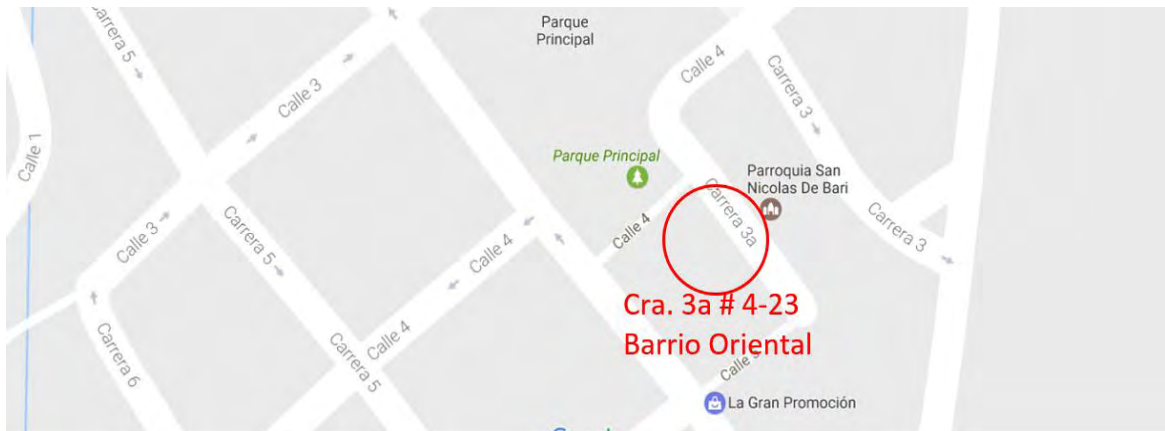 Parque
Principal
Carrera 5
Calle 4
Carrera 3
Calle 3
Calle 1
Parque Principal
Parroquia San
Nicolas De Bari
Carrera 3a
Calle 3
Carrera 5
Calle 4
Calle 4
Carrera 3
Cra. 3a # 4-23
Barrio Oriental
Carrera 6
Carrera 5
Calle 4
Calle
La Gran Promoción